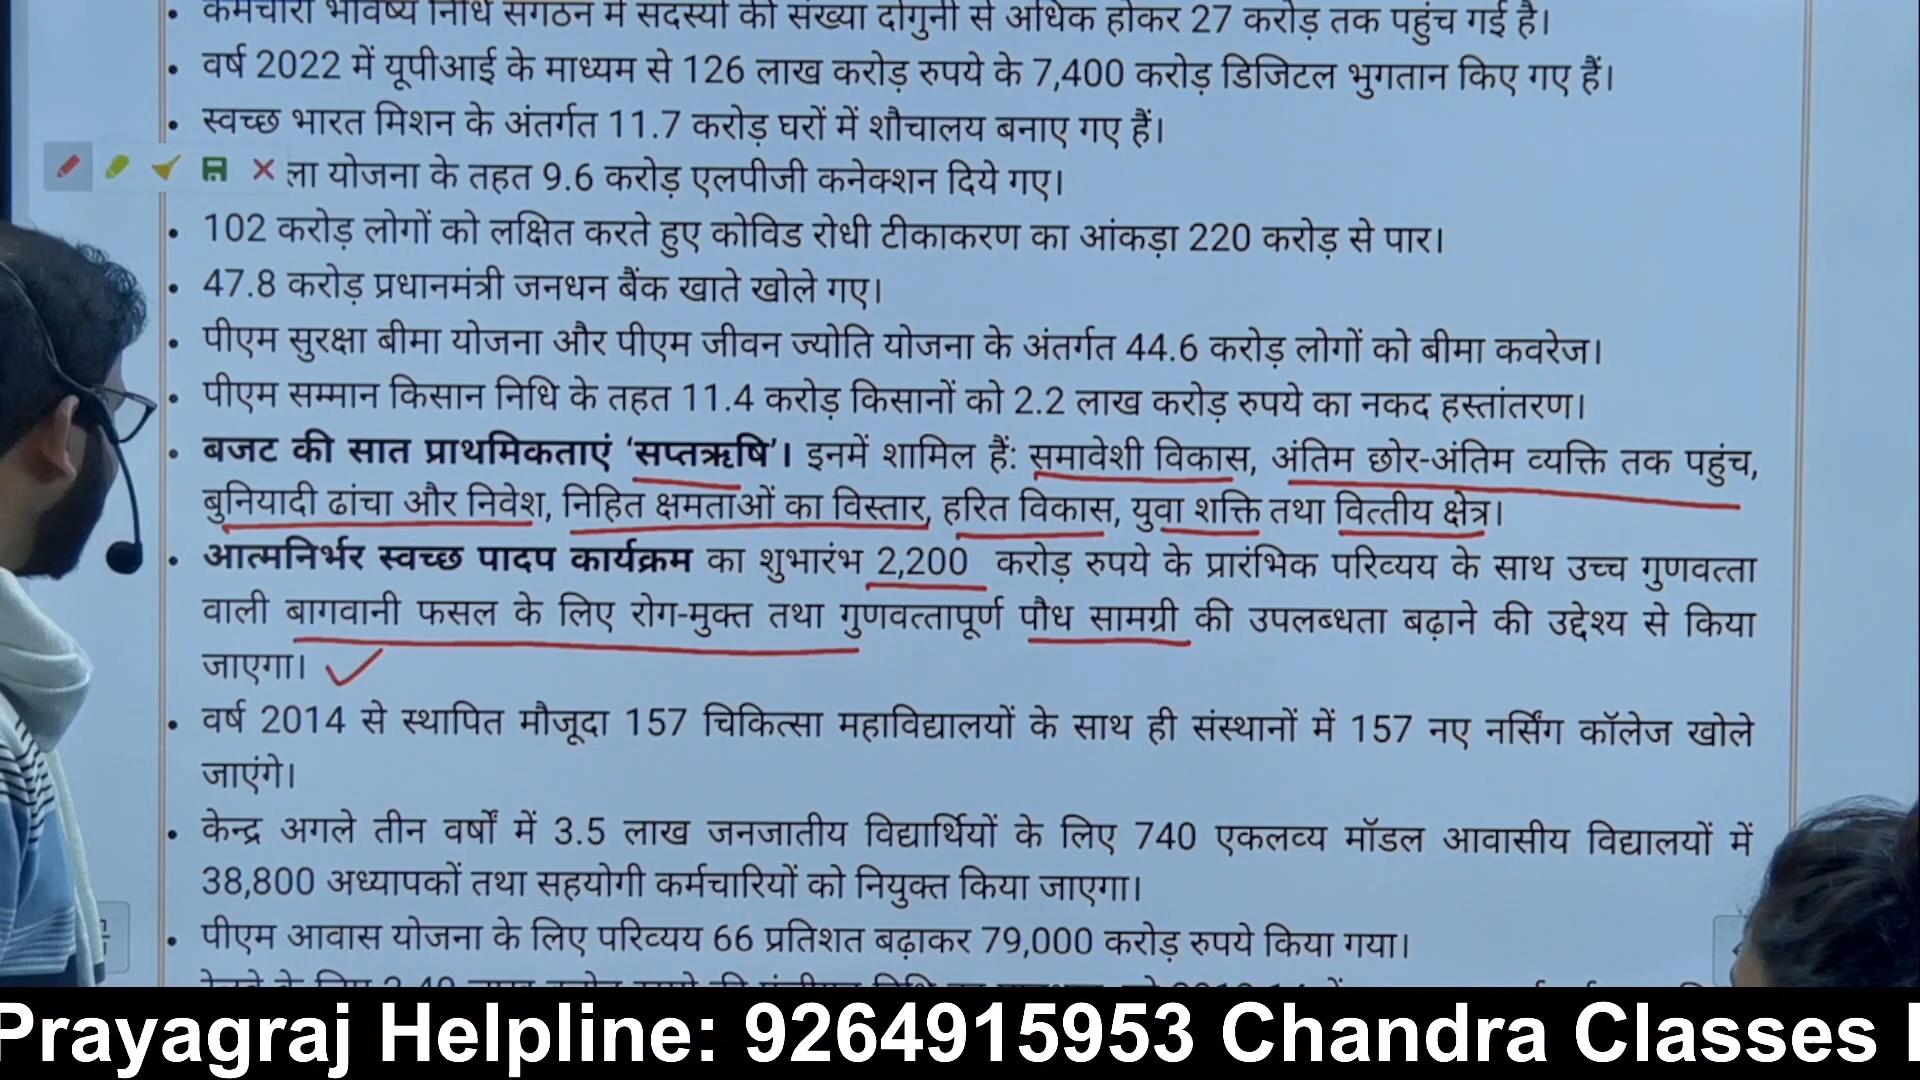 • कर्मचारी भविष्य निधि संगठन में सदस्यों की संख्या दोगुनी से अधिक होकर 27 करोड़ तक पहुंच गई है।
• वर्ष 2022 में यूपीआई के माध्यम से 126 लाख करोड़ रुपये के 7,400 करोड़ डिजिटल भुगतान किए गए हैं।
• स्वच्छ भारत मिशन के अंतर्गत 11.7 करोड़ घरों में शौचालय बनाए गए हैं।
ला योजना के तहत 9.6 करोड़ एलपीजी कनेक्शन दिये गए।
• 102 करोड़ लोगों को लक्षित करते हुए कोविड रोधी टीकाकरण का आंकड़ा 220 करोड़ से पार।
• 47.8 करोड़ प्रधानमंत्री जनधन बैंक खाते खोले गए।
• पीएम सुरक्षा बीमा योजना और पीएम जीवन ज्योति योजना के अंतर्गत 44.6 करोड़ लोगों को बीमा कवरेज।
• पीएम सम्मान किसान निधि के तहत 11.4 करोड़ किसानों को 2.2 लाख करोड़ रुपये का नकद हस्तांतरण।
• बजट की सात प्राथमिकताएं ‘सप्तऋषि’। इनमें शामिल हैं: समावेशी विकास, अंतिम छोर-अंतिम व्यक्ति तक पहुंच,
बुनियादी ढांचा और निवेश, निहित क्षमताओं का विस्तार, हरित विकास, युवा शक्ति तथा वित्तीय क्षेत्र।
• आत्मनिर्भर स्वच्छ पादप कार्यक्रम का शुभारंभ 2,200 करोड़ रुपये के प्रारंभिक परिव्यय के साथ उच्च गुणवत्ता
वाली बागवानी फसल के लिए रोग-मुक्त तथा गुणवत्तापूर्ण पौध सामग्री की उपलब्धता बढ़ाने की उद्देश्य से किया
जाएगा।
• वर्ष 2014 से स्थापित मौजूदा 157 चिकित्सा महाविद्यालयों के साथ ही संस्थानों में 157 नए नर्सिंग कॉलेज खोले
जाएंगे।
• केन्द्र अगले तीन वर्षों में 3.5 लाख जनजातीय विद्यार्थियों के लिए 740 एकलव्य मॉडल आवासीय विद्यालयों में
38,800 अध्यापकों तथा सहयोगी कर्मचारियों को नियुक्त किया जाएगा।
• पीएम आवास योजना के लिए परिव्यय 66 प्रतिशत बढ़ाकर 79,000 करोड़ रुपये किया गया।
Prayagraj Helpline: 9264915953 Chandra Classes